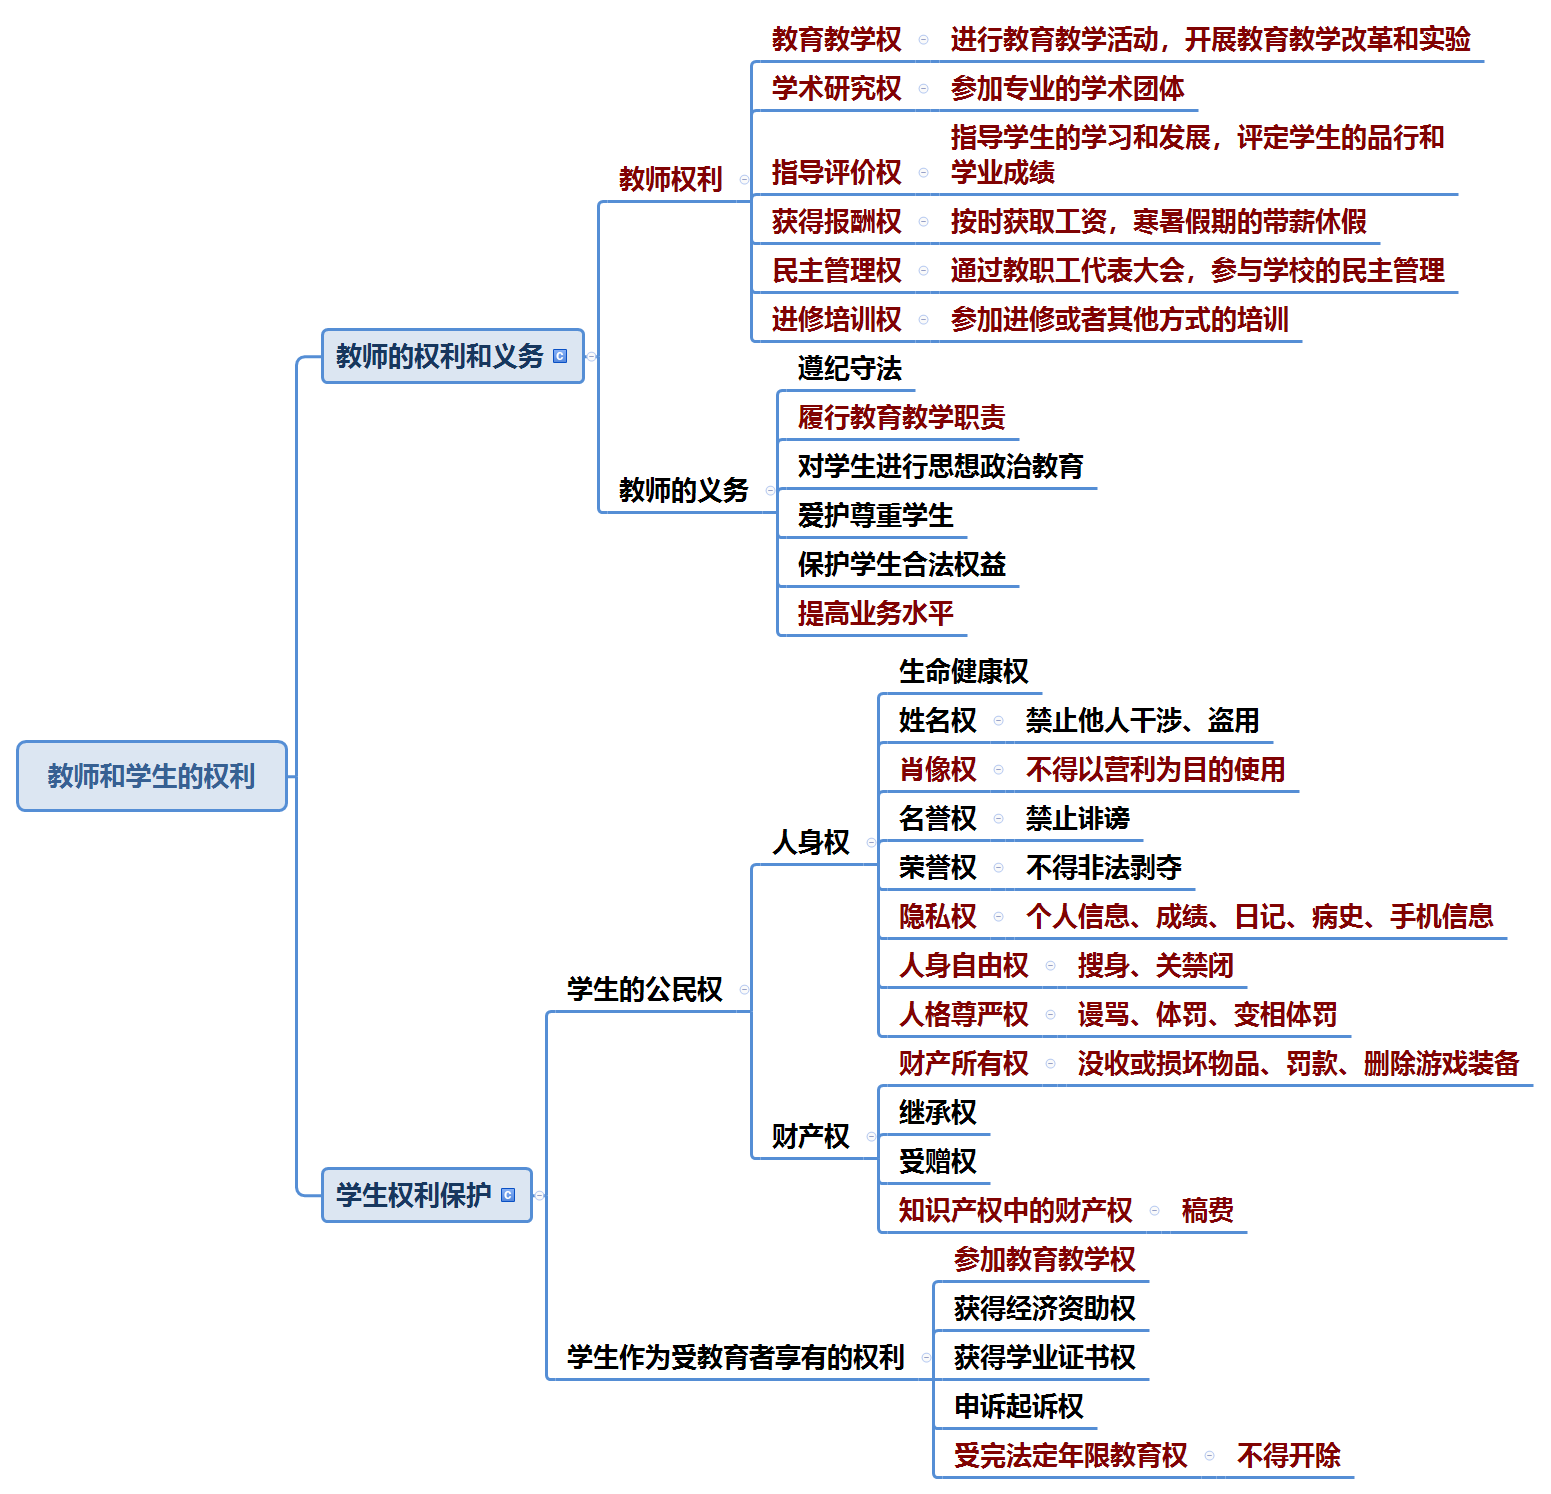 教育教学权 进行教育教学活动，开展教育教学改革和实验
学术研究权 参加专业的学术团体
指导学生的学习和发展，评定学生的品行和
指导评价权 学业成绩
教师权利
获得报酬权 按时获取工资，寒暑假期的带薪休假
民主管理权 通过教职工代表大会，参与学校的民主管理
进修培训权 参加进修或者其他方式的培训
教师的权利和义务
遵纪守法
履行教育教学职责
对学生进行思想政治教育
教师的义务
爱护尊重学生
保护学生合法权益
提高业务水平
生命健康权
姓名权 禁止他人干涉、盗用
教师和学生的权利
肖像权 不得以营利为目的使用
名誉权 禁止诽谤
人身权
荣誉权 不得非法剥夺
隐私权 个人信息、成绩、日记、病史、手机信息
人身自由权 搜身、关禁闭
学生的公民权
人格尊严权 谩骂、体罚、变相体罚
财产所有权 没收或损坏物品、罚款、删除游戏装备
继承权
财产权
受赠权
学生权利保护
知识产权中的财产权 稿费
参加教育教学权
获得经济资助权
学生作为受教育者享有的权利
获得学业证书权
申诉起诉权
受完法定年限教育权 不得开除